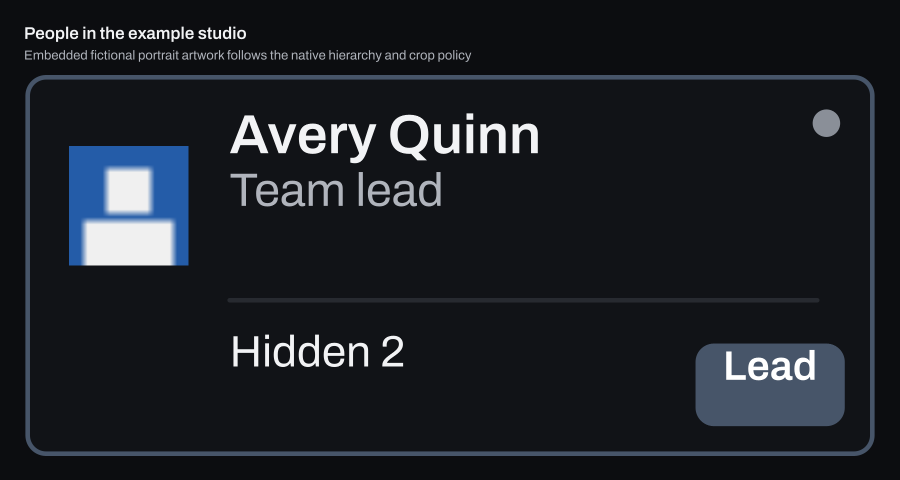 People in the example studio
Embedded fictional portrait artwork follows the native hierarchy and crop policy
Avery Quinn
Team lead
Hidden 2
Lead